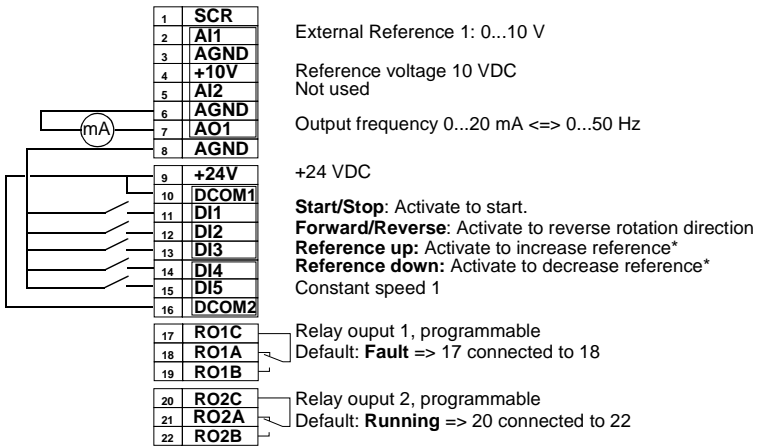 1 SCR
2 AI1 External Reference 1: 0...10 V
3 AGND
4 +10V Reference voltage 10 VDC
5 AI2 Not used
6 AGND
mA 7 AO1 Output frequency 0...20 mA <=> 0...50 Hz
8 AGND
9 +24V +24 VDC
10 DCOM1
11 DI1 Start/Stop: Activate to start.
12 DI2 Forward/Reverse: Activate to reverse rotation direction
13 DI3 Reference up: Activate to increase reference*
14 DI4 Reference down: Activate to decrease reference*
15 DI5 Constant speed 1
16 DCOM2
17 RO1C Relay ouput 1, programmable
18 RO1A Default: Fault => 17 connected to 18
19 RO1B
20 RO2C Relay ouput 2, programmable
21 RO2A Default: Running => 20 connected to 22
22 RO2B